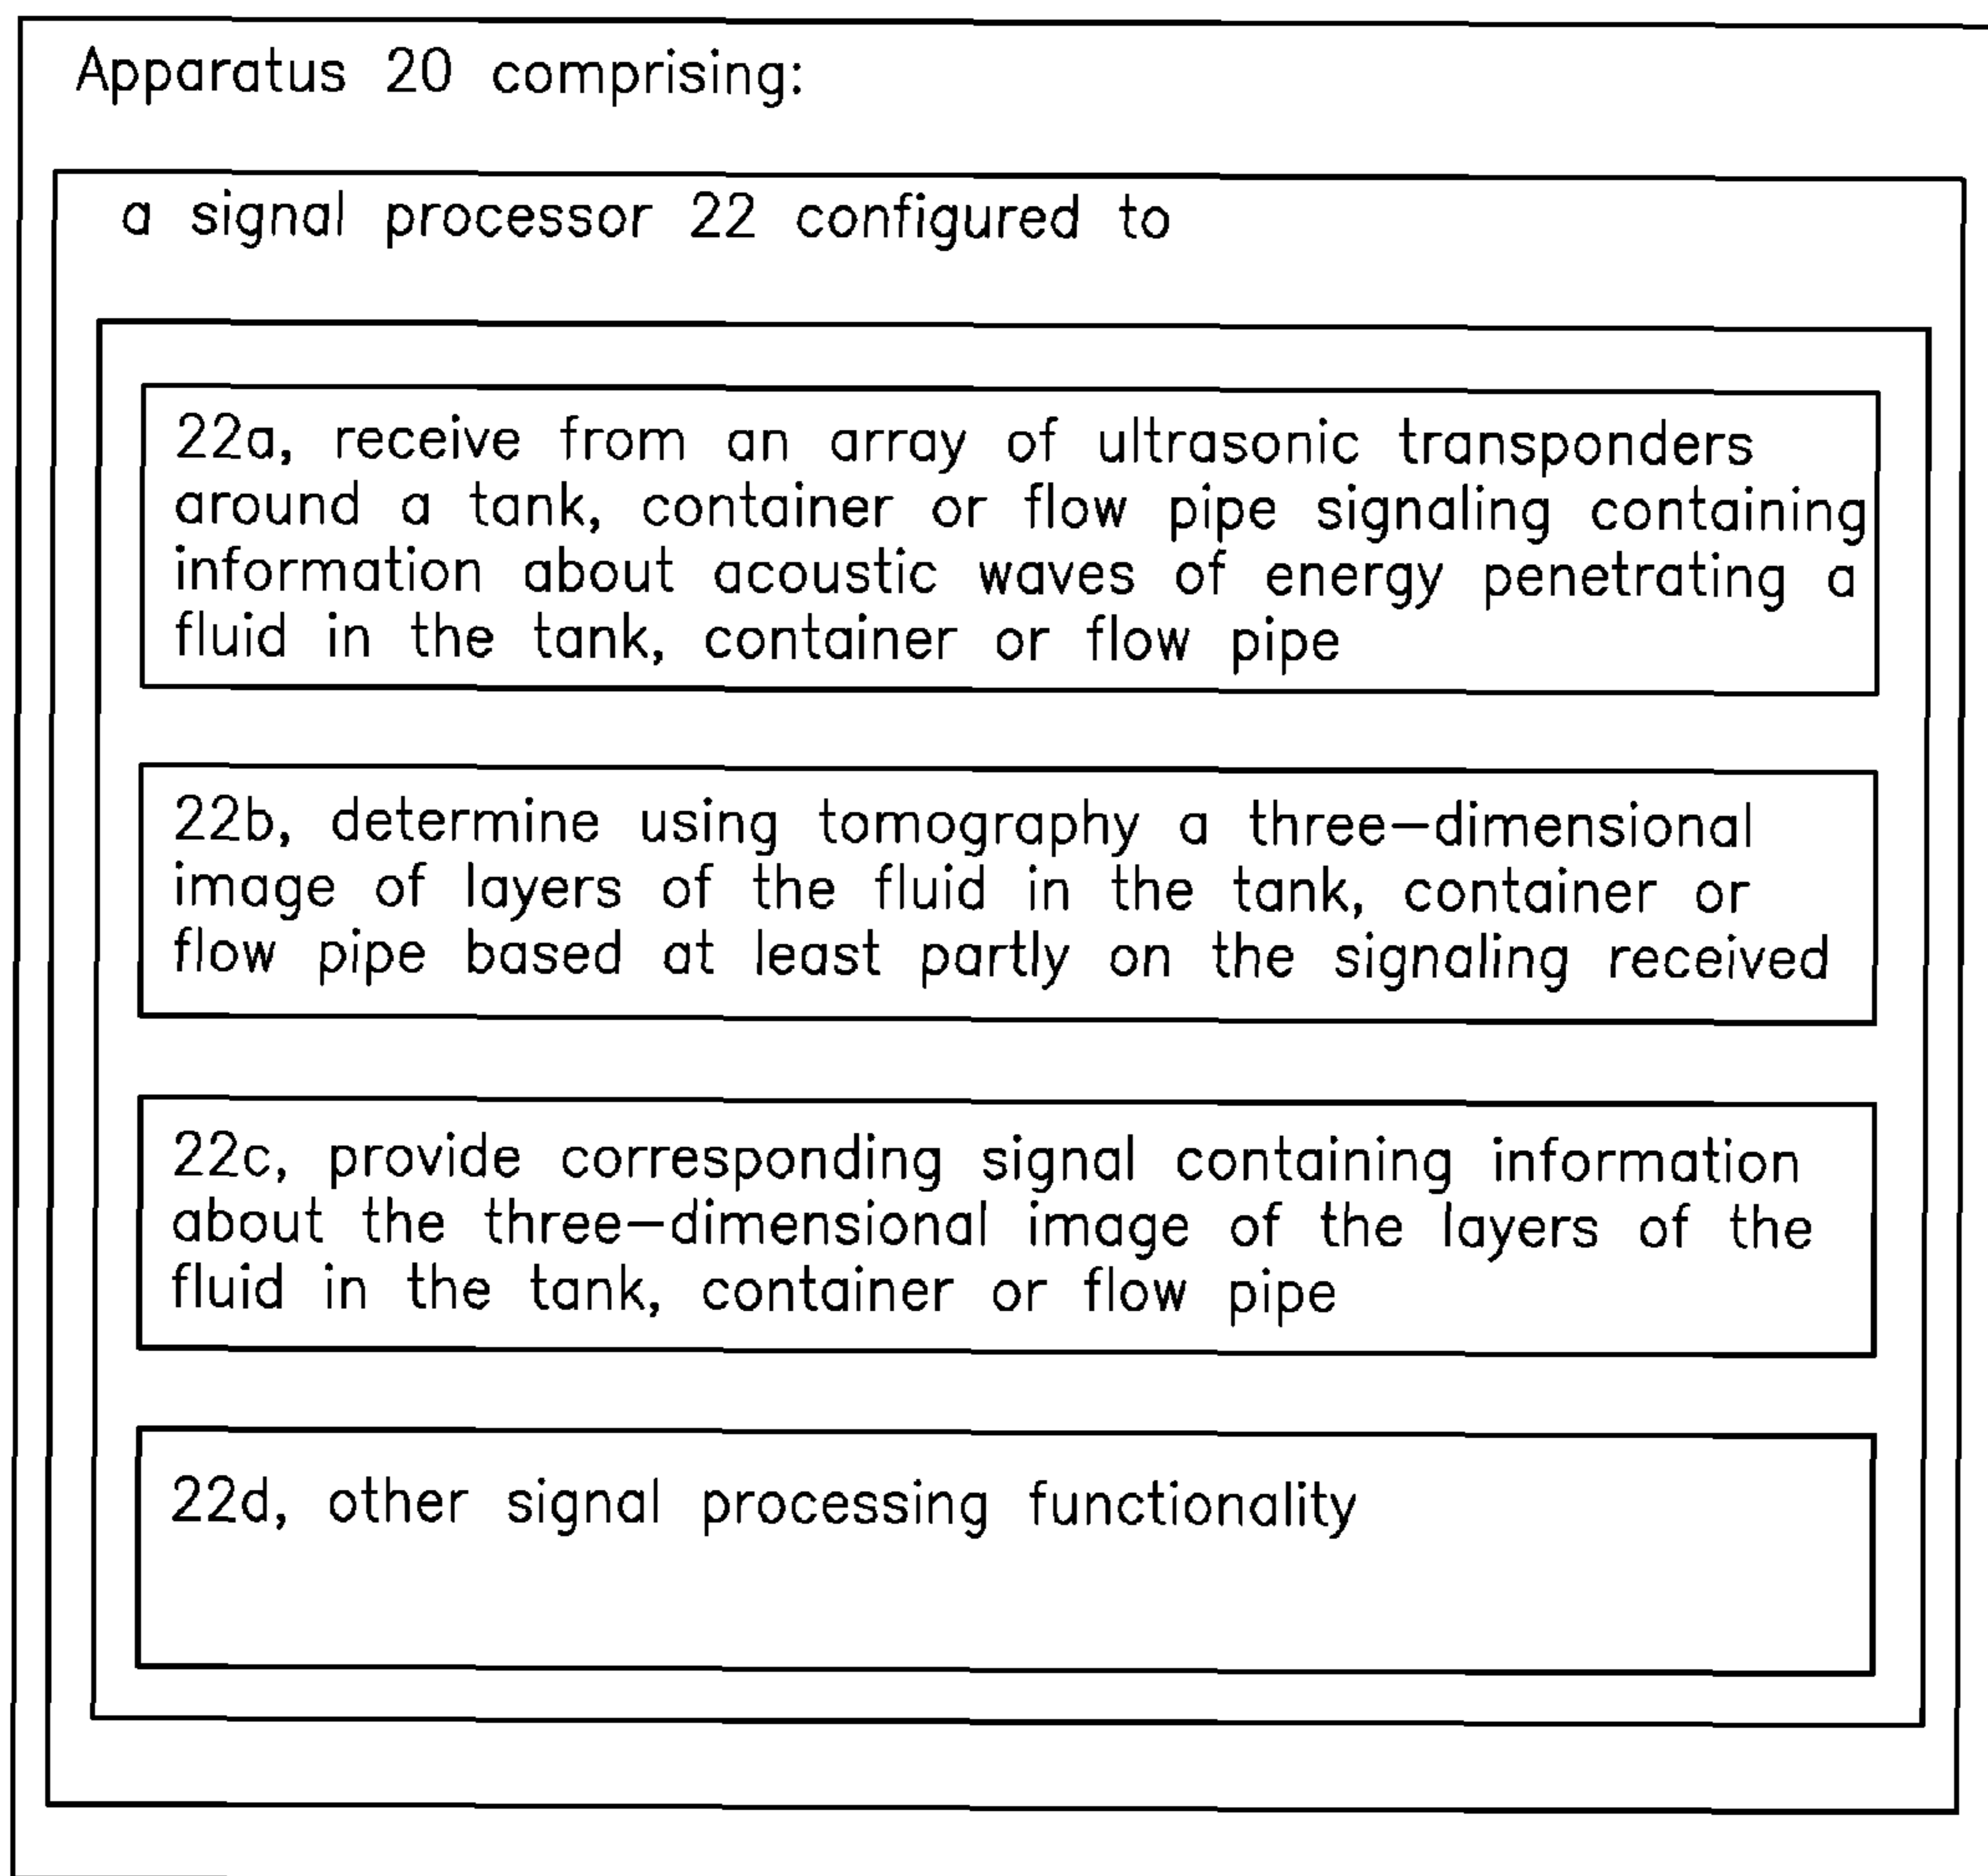 Apparatus 20 comprising:
a signal processor 22 configured to
22a, receive from an array of ultrasonic transponders
around a tank, container or flow pipe signaling containing
information about acoustic waves of energy penetrating a
fluid in the tank, container or flow pipe
22b, determine using tomography a three-dimensional
image of layers of the fluid in the tank, container or
flow pipe based at least partly on the signaling received
22c, provide corresponding signal containing information
about the three-dimensional image of the layers of the
fluid in the tank, container or flow pipe
22d, other signal processing functionality